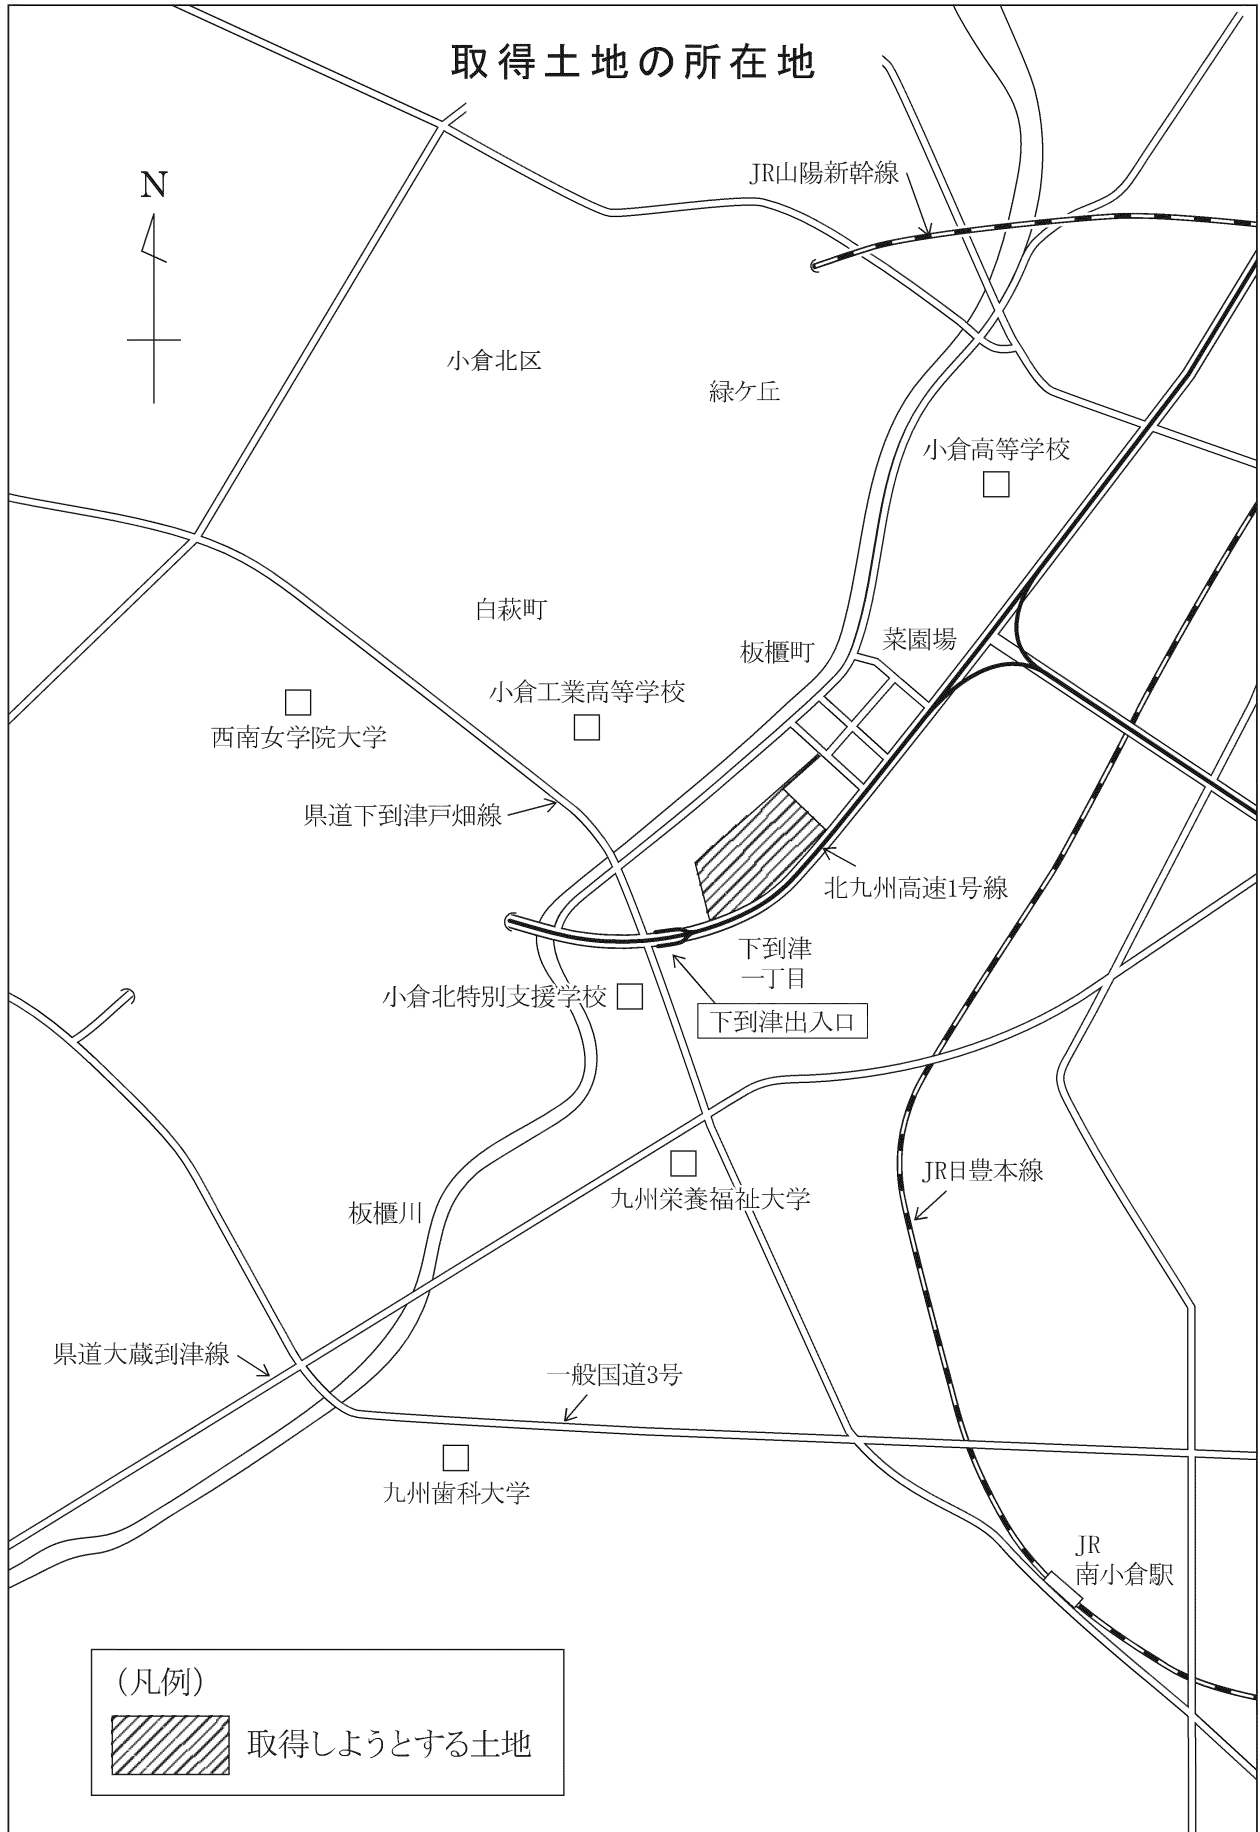 取得土地の所在地
JR山陽新幹線
N
小倉北区
緑ケ丘
小倉高等学校
白萩町
菜園場
板櫃町
小倉工業高等学校
西南女学院大学
県道下到津戸畑線
北九州高速1号線
下到津
一丁目
小倉北特別支援学校
下到津出入口
JR日豊本線
九州栄養福祉大学
板櫃川
県道大蔵到津線
一般国道3号
九州歯科大学
JR
南小倉駅
（凡例）
取得しようとする土地